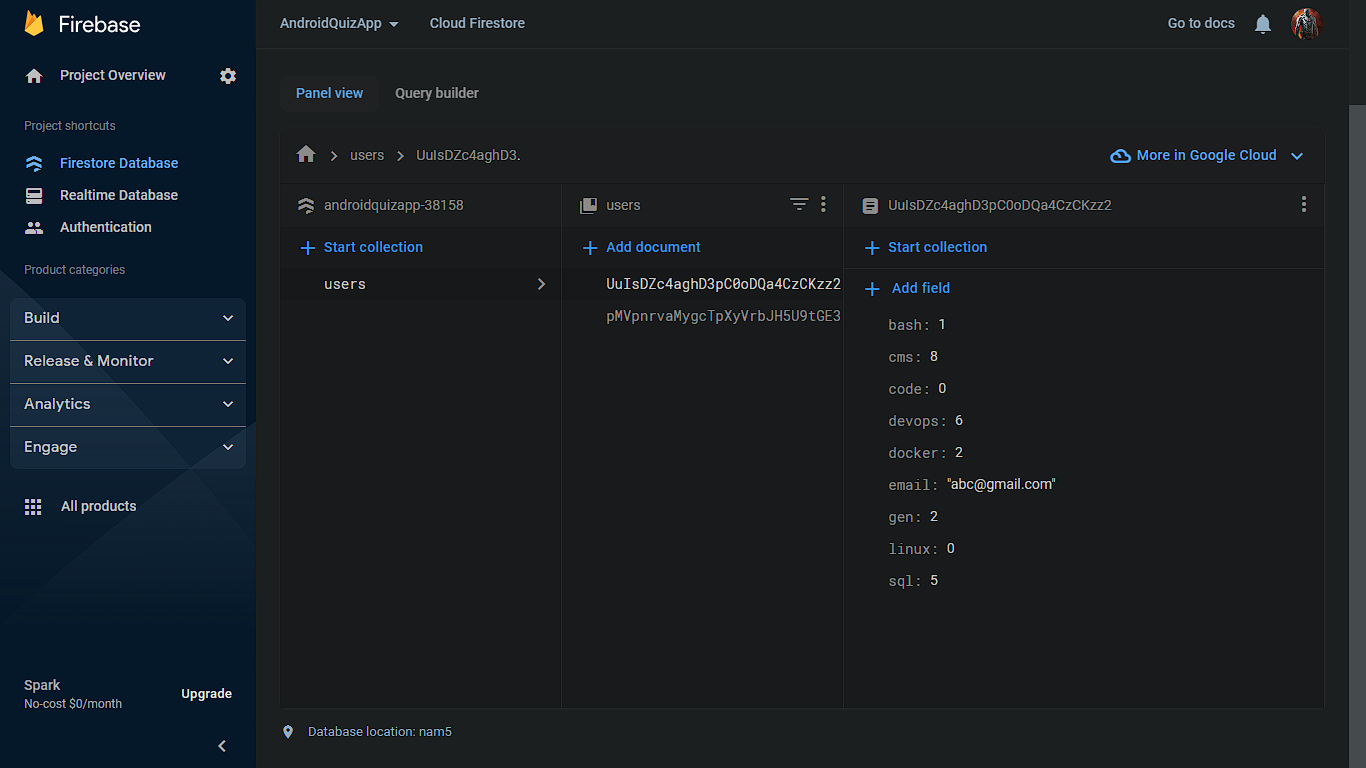 Firebase
Project Overview
Project shortcuts
Firestore Database
Realtime Database
Authentication
Product categories
Build
Release & Monitor
Analytics
Engage
All products
Spark
No-cost $0/month
Upgrade
AndroidQuizApp
Cloud Firestore
Go to docs
Panel view
Query builder
users
UuIsDZc4aghD3.
More in Google Cloud
androidquizapp-38158
Start collection
users
users
Add document
UuIsDZc4aghD3pC0oDQa4CzCKzz2
pMVpnrvaMygcTpXyVrbJH5U9tGE3
UuIsDZc4aghD3pC0oDQa4CzCKzz2
Start collection
Add field
bash: 1
cms: 8
code: 0
devops: 6
docker: 2
email: "abc@gmail.com"
gen: 2
linux: 0
sql: 5
Database location: nam5